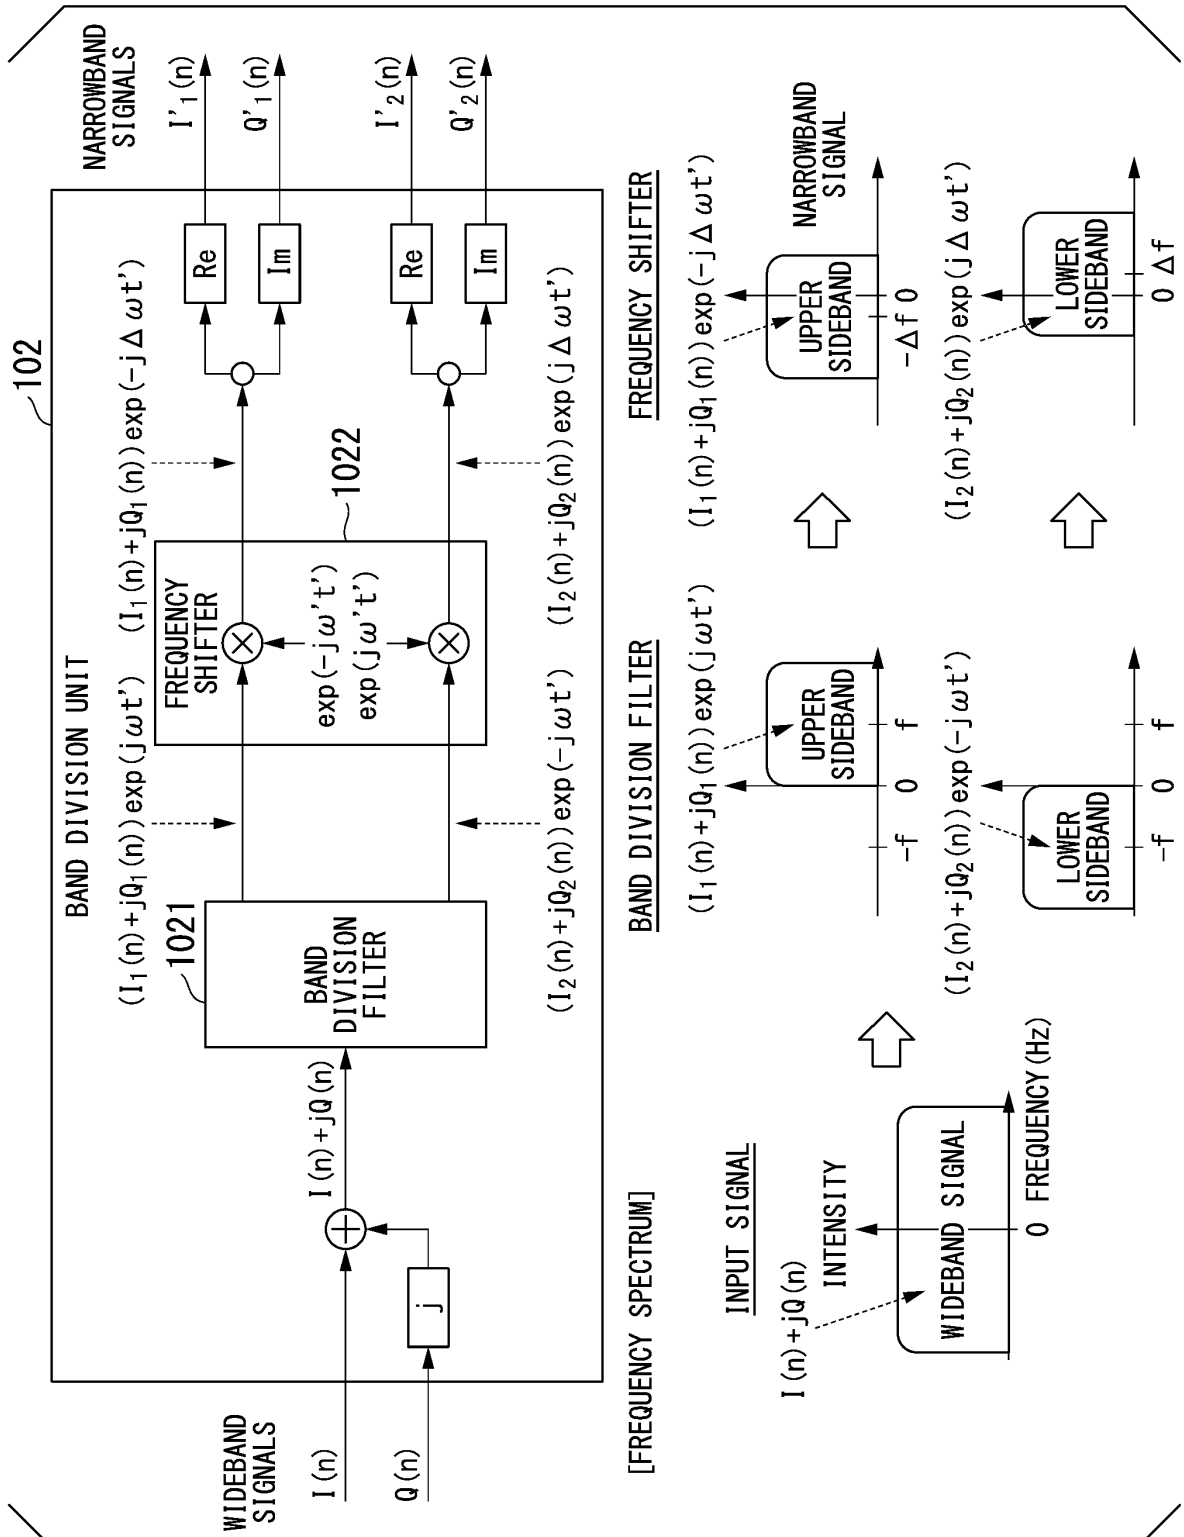 102
BAND DIVISION UNIT
WIDEBAND
SIGNALS
I(n)
Q(n)
j
I(n)+jQ(n)
1021
BAND
DIVISION
FILTER
(I₁(n)+jQ₁(n))exp(jωt')
(I₂(n)+jQ₂(n))exp(-jωt')
FREQUENCY
SHIFTER
exp(-jω't')
exp(jω't')
1022
(I₁(n)+jQ₁(n))exp(-jΔωt')
(I₂(n)+jQ₂(n))exp(jΔωt')
Re
Im
Re
Im
NARROWBAND
SIGNALS
I'₁(n)
Q'₁(n)
I'₂(n)
Q'₂(n)
[FREQUENCY SPECTRUM]
INPUT SIGNAL
I(n)+jQ(n)
INTENSITY
WIDEBAND SIGNAL
0 FREQUENCY(Hz)
BAND DIVISION FILTER
(I₁(n)+jQ₁(n))exp(jωt')
UPPER
SIDEBAND
-f 0 f
(I₂(n)+jQ₂(n))exp(-jωt')
LOWER
SIDEBAND
-f 0 f
FREQUENCY SHIFTER
(I₁(n)+jQ₁(n))exp(-jΔωt')
NARROWBAND
SIGNAL
UPPER
SIDEBAND
-Δf 0
(I₂(n)+jQ₂(n))exp(jΔωt')
LOWER
SIDEBAND
0 Δf